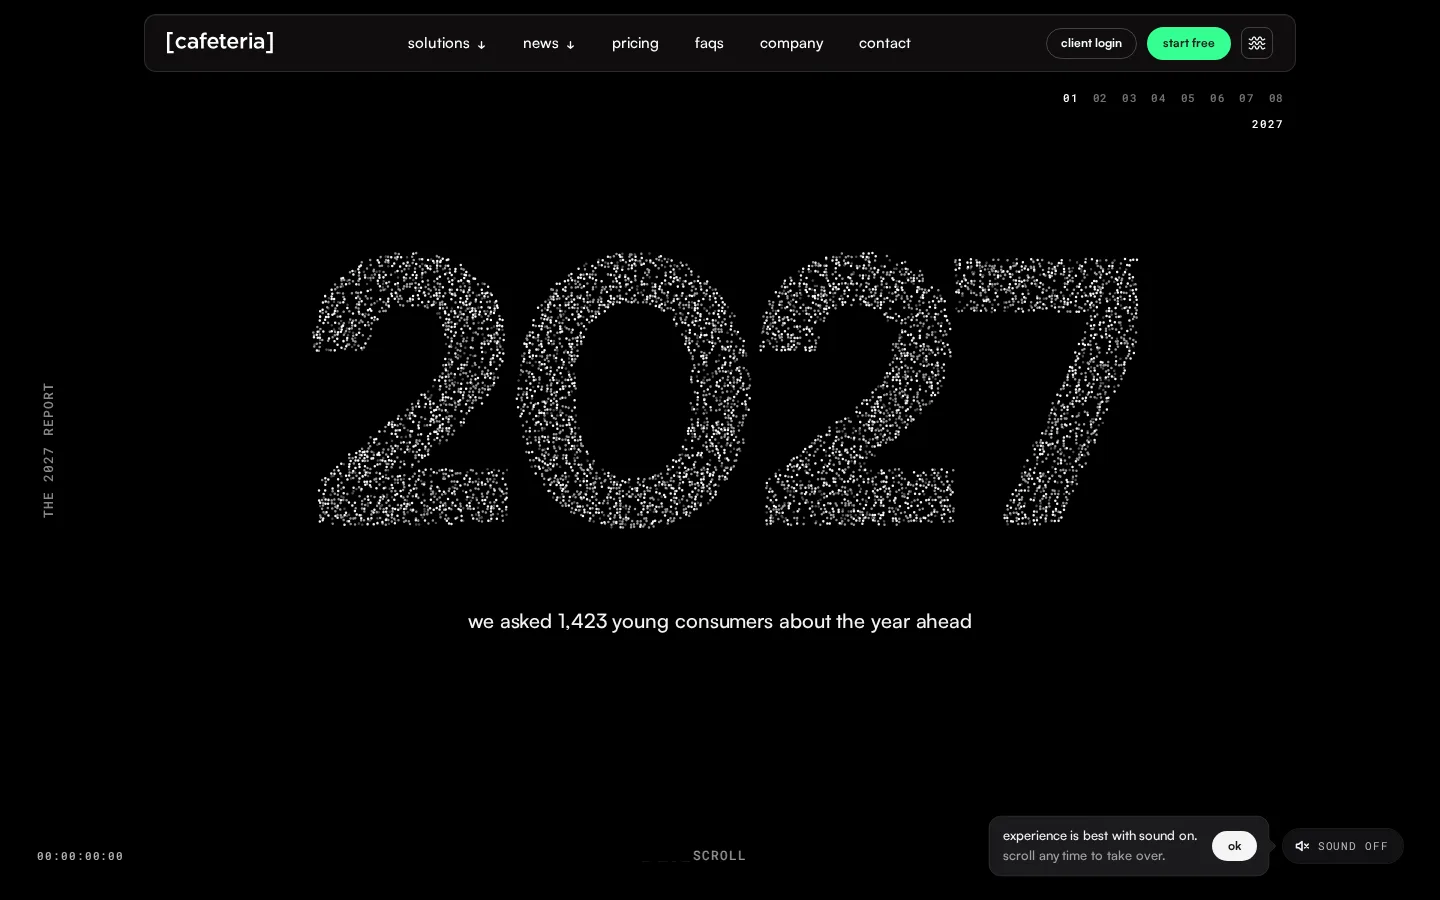 [cafeteria]
solutions ↓ news ↓ pricing faqs company contact
client login start free
01 02 03 04 05 06 07 08
2027
2027
THE 2027 REPORT
we asked 1,423 young consumers about the year ahead
00:00:00:00
SCROLL
experience is best with sound on.
scroll any time to take over.
ok
SOUND OFF